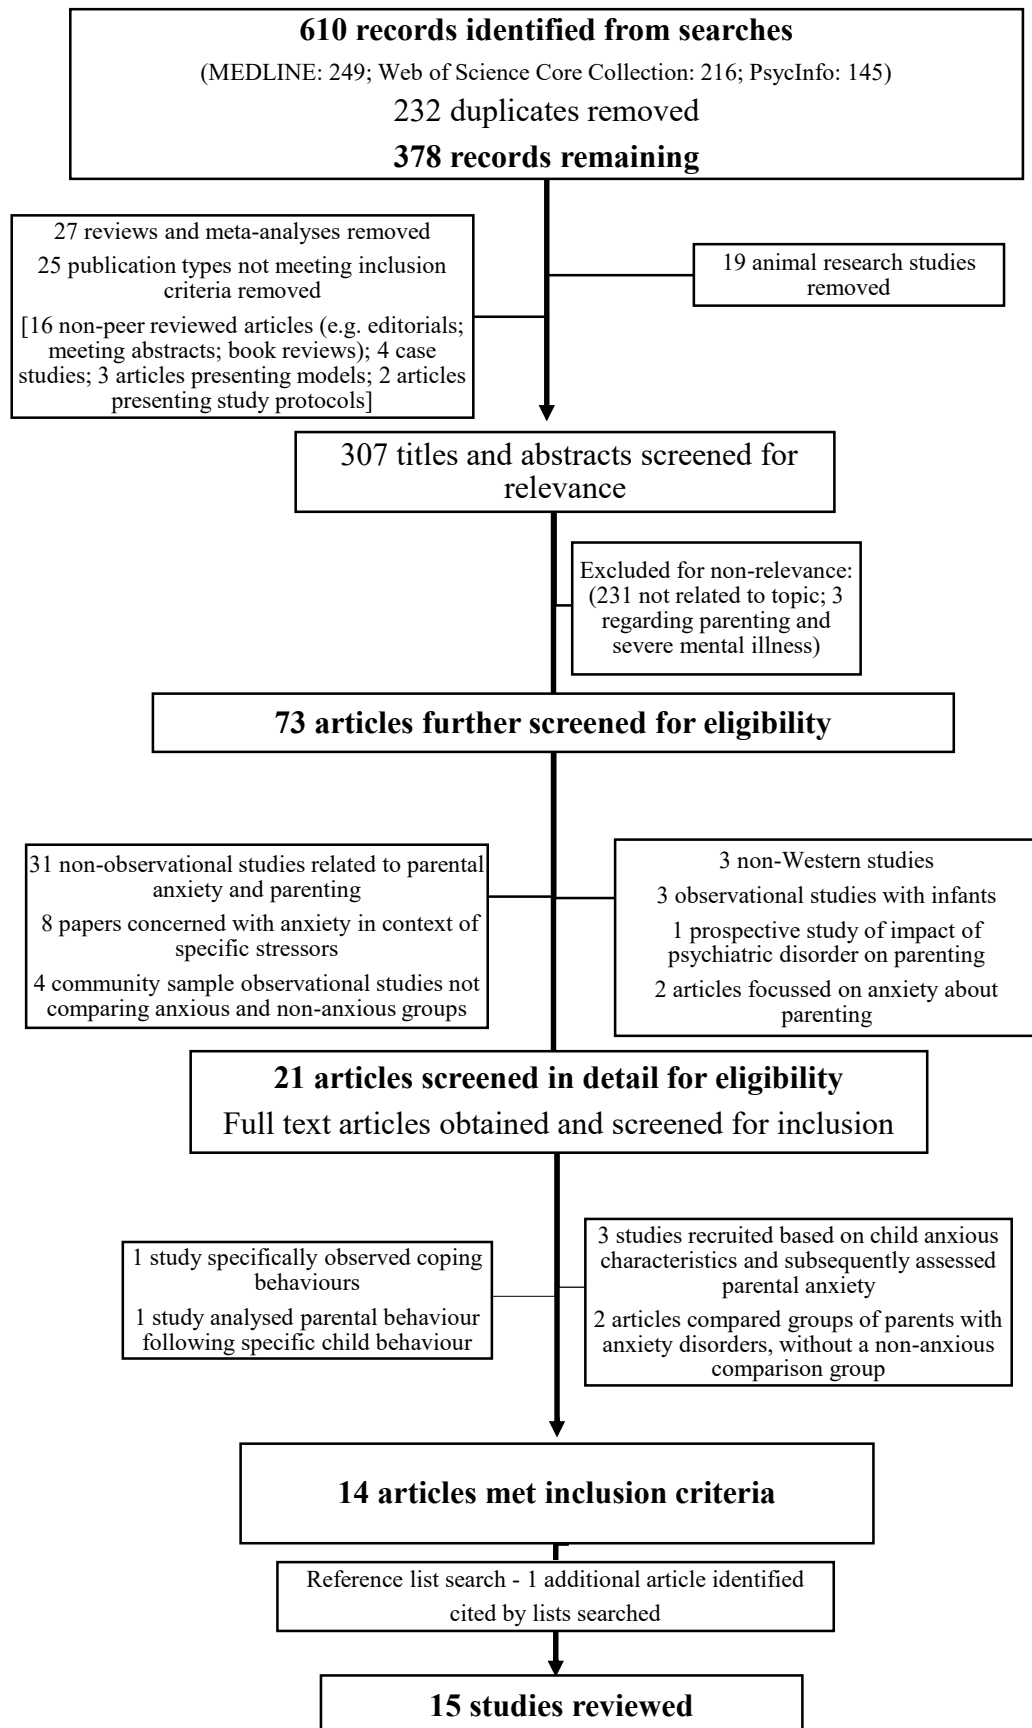 610 records identified from searches
(MEDLINE: 249; Web of Science Core Collection: 216; PsycInfo: 145)
232 duplicates removed
378 records remaining
27 reviews and meta-analyses removed
25 publication types not meeting inclusion
criteria removed
[16 non-peer reviewed articles (e.g. editorials;
meeting abstracts; book reviews); 4 case
studies; 3 articles presenting models; 2 articles
presenting study protocols]
19 animal research studies
removed
307 titles and abstracts screened for
relevance
Excluded for non-relevance:
(231 not related to topic; 3
regarding parenting and
severe mental illness)
73 articles further screened for eligibility
31 non-observational studies related to parental
anxiety and parenting
8 papers concerned with anxiety in context of
specific stressors
4 community sample observational studies not
comparing anxious and non-anxious groups
3 non-Western studies
3 observational studies with infants
1 prospective study of impact of
psychiatric disorder on parenting
2 articles focussed on anxiety about
parenting
21 articles screened in detail for eligibility
Full text articles obtained and screened for inclusion
1 study specifically observed coping
behaviours
1 study analysed parental behaviour
following specific child behaviour
3 studies recruited based on child anxious
characteristics and subsequently assessed
parental anxiety
2 articles compared groups of parents with
anxiety disorders, without a non-anxious
comparison group
14 articles met inclusion criteria
Reference list search - 1 additional article identified
cited by lists searched
15 studies reviewed